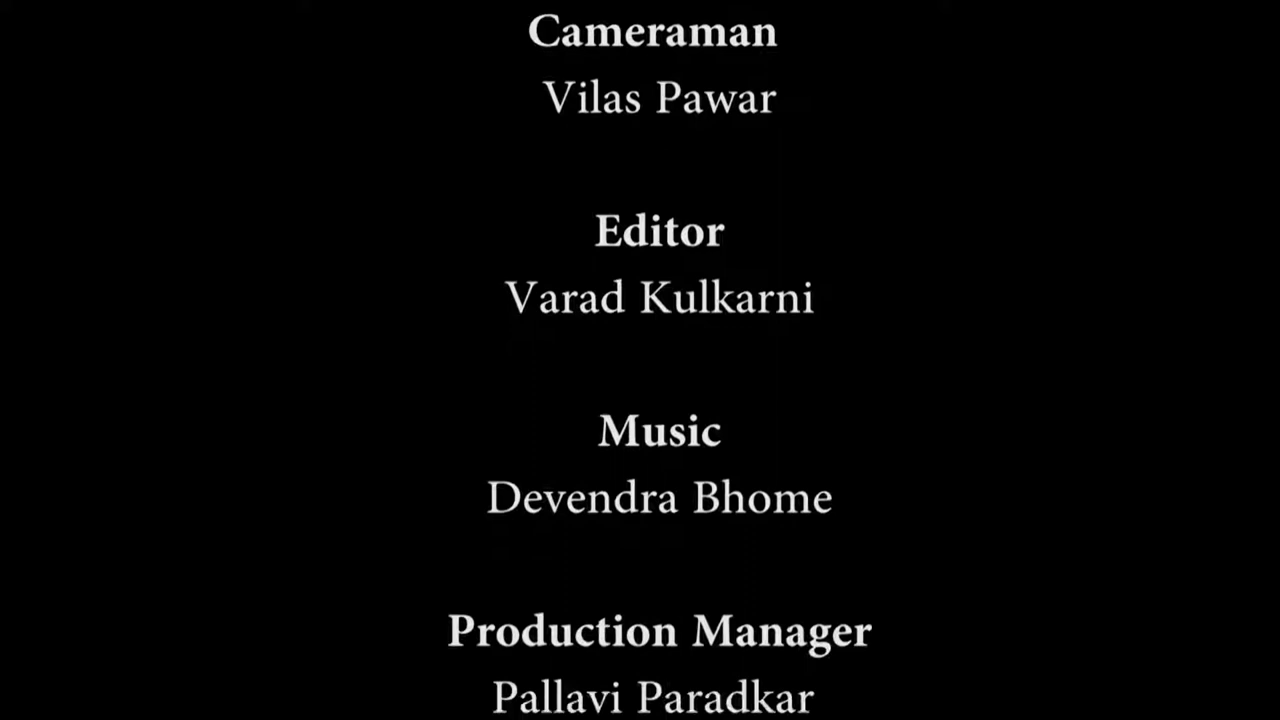 Cameraman
Vilas Pawar
Editor
Varad Kulkarni
Music
Devendra Bhome
Production Manager
Pallavi Paradkar